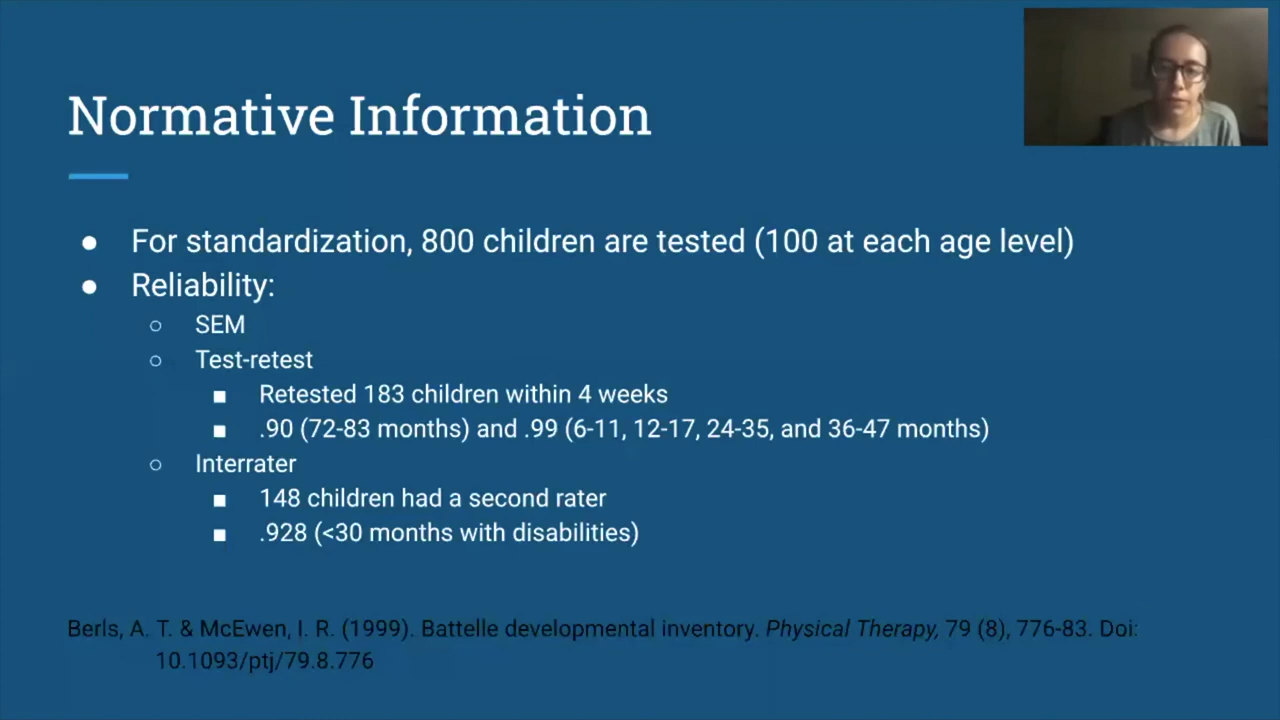 Normative Information
● For standardization, 800 children are tested (100 at each age level)
● Reliability:
○ SEM
○ Test-retest
■ Retested 183 children within 4 weeks
■ .90 (72-83 months) and .99 (6-11, 12-17, 24-35, and 36-47 months)
○ Interrater
■ 148 children had a second rater
■ .928 (<30 months with disabilities)
Berls, A. T. & McEwen, I. R. (1999). Battelle developmental inventory. Physical Therapy, 79 (8), 776-83. Doi:
10.1093/ptj/79.8.776